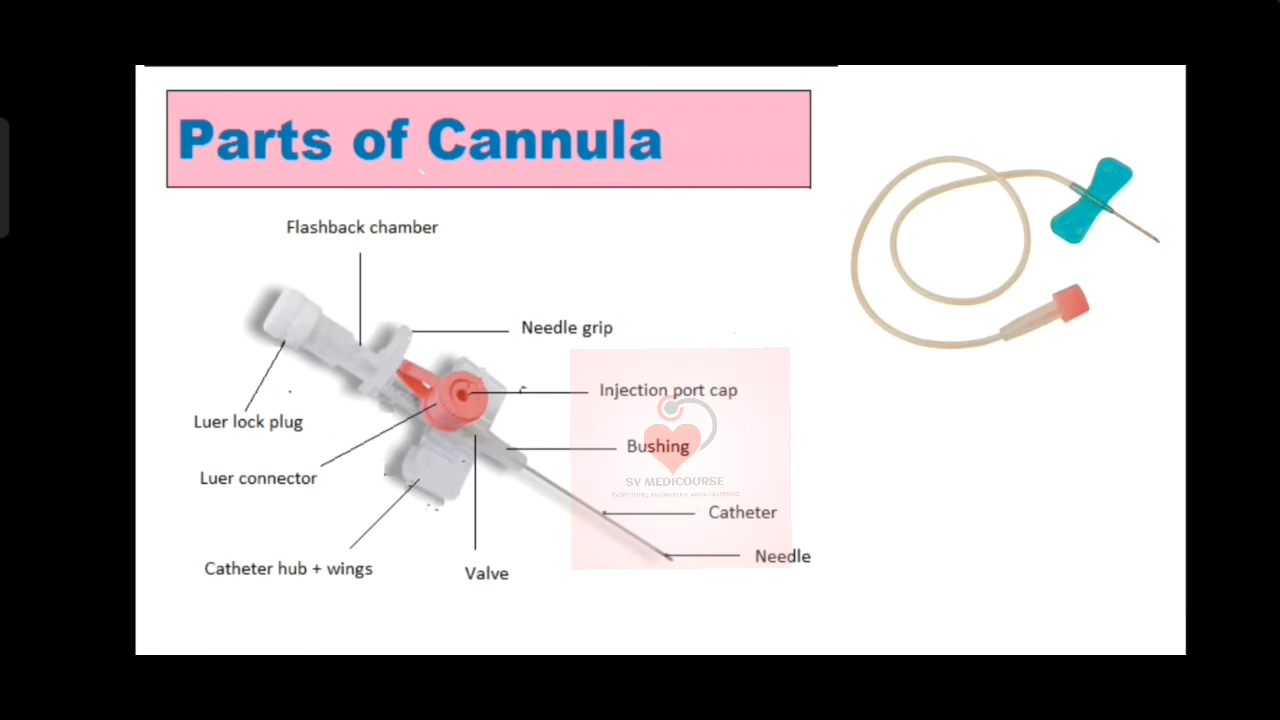 Parts of Cannula
Flashback chamber
Needle grip
Injection port cap
Luer lock plug
Bushing
Luer connector
SV MEDICOURSE
Catheter
Needle
Catheter hub + wings
Valve